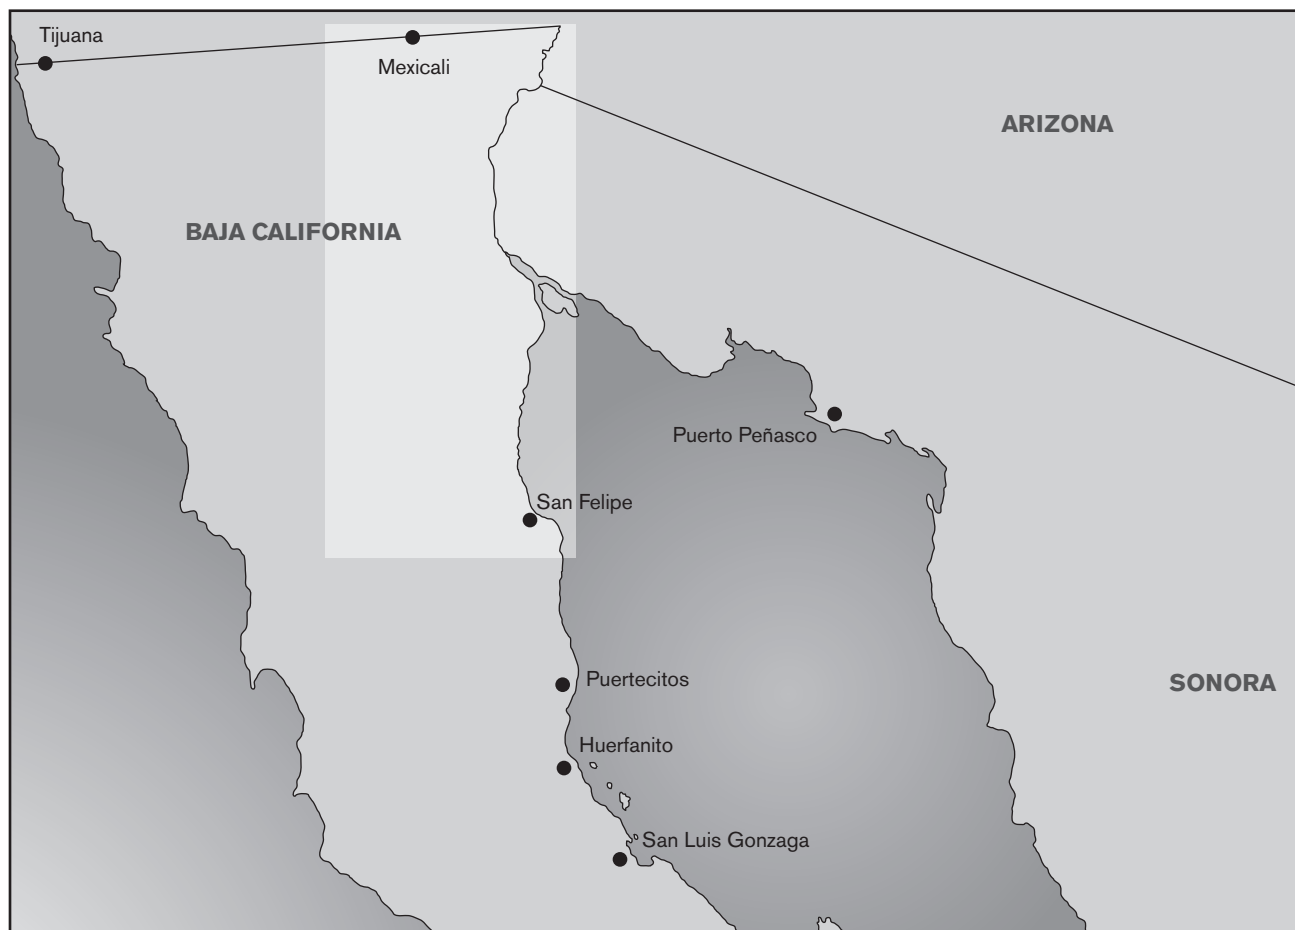 Tijuana
Mexicali
ARIZONA
BAJA CALIFORNIA
Puerto Peñasco
San Felipe
Puertecitos
SONORA
Huerfanito
San Luis Gonzaga